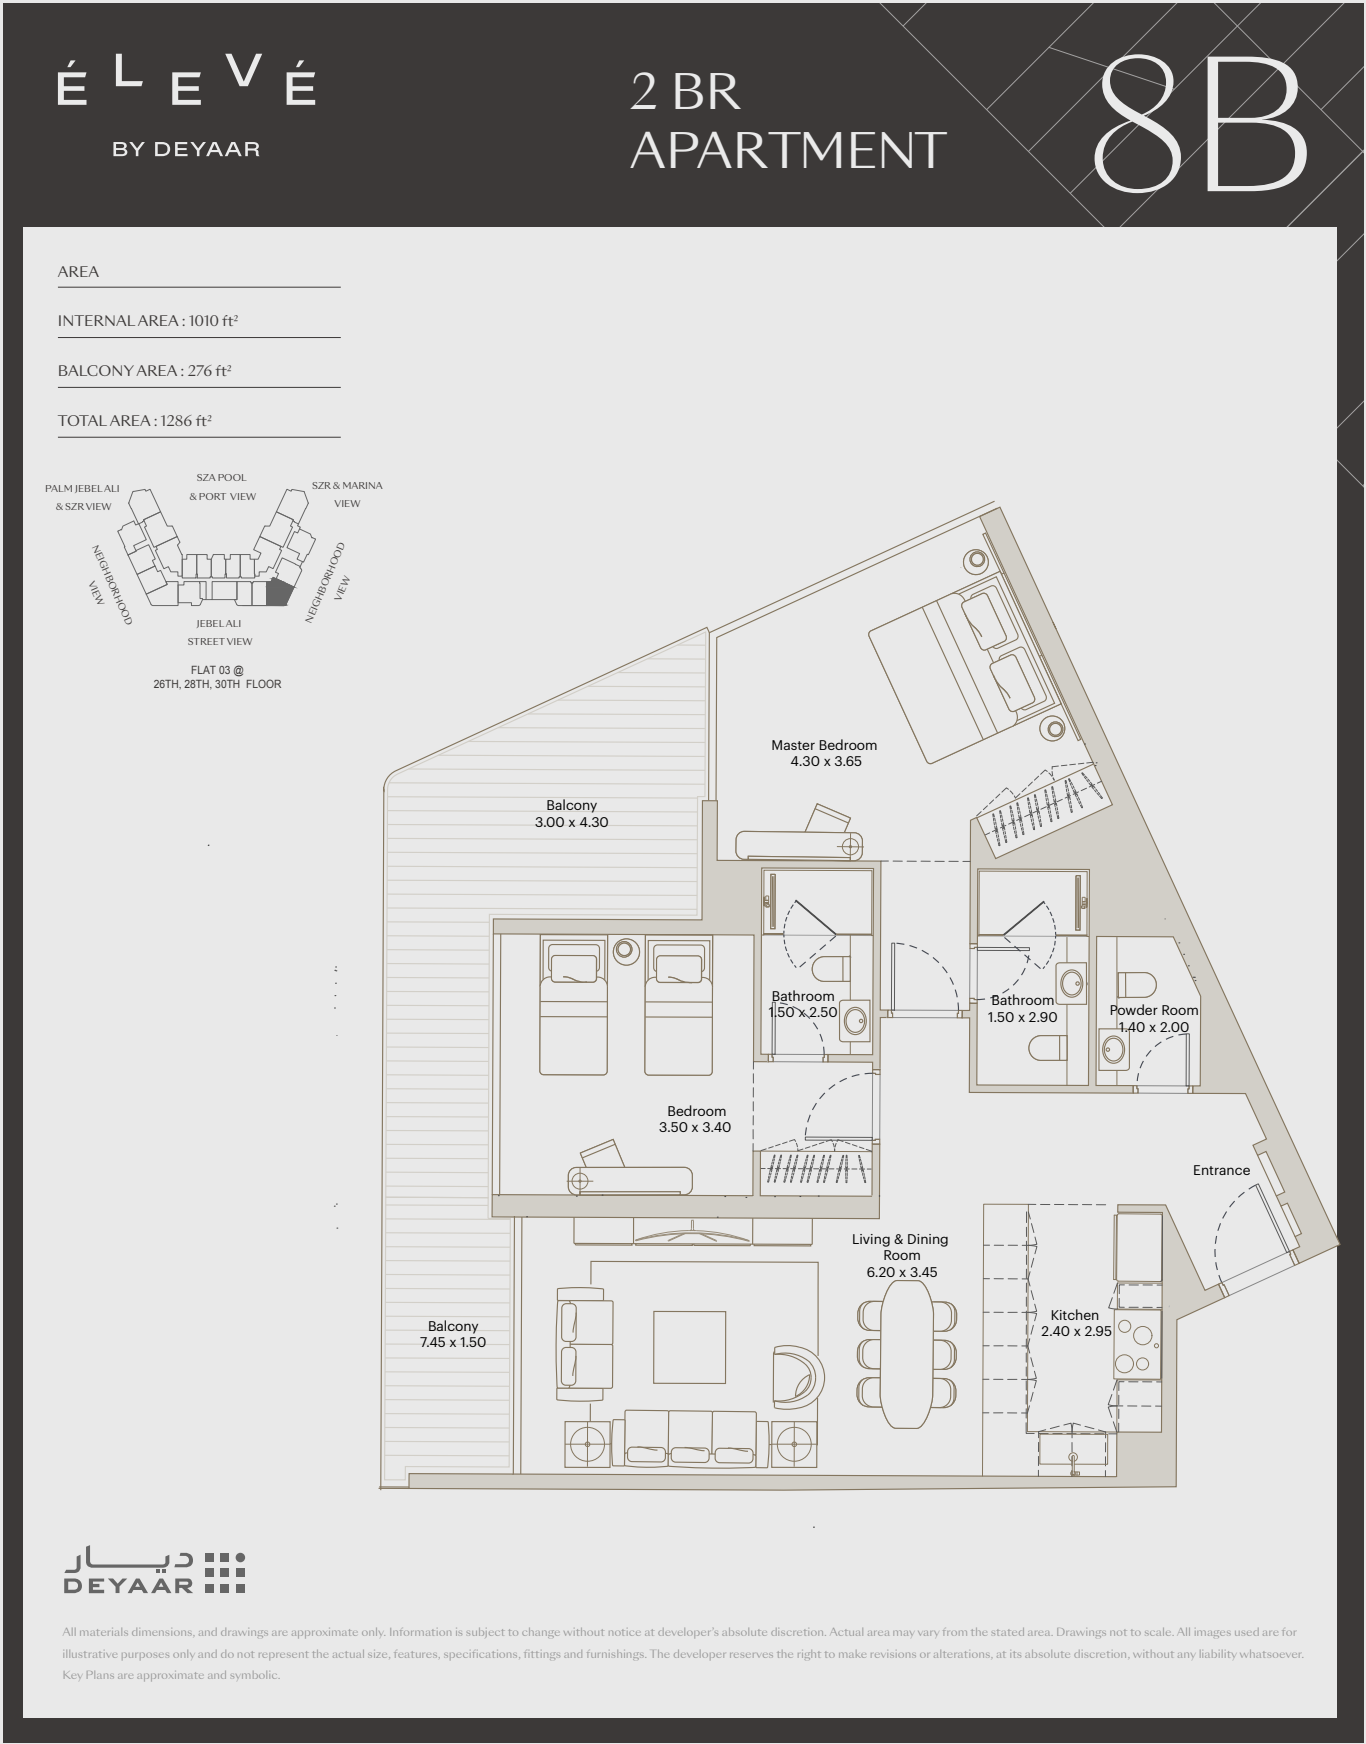 ÉLEVÉ
BY DEYAAR
2 BR
APARTMENT
8B
AREA
INTERNAL AREA : 1010 ft²
BALCONY AREA : 276 ft²
TOTAL AREA : 1286 ft²
SZA POOL
& PORT VIEW
PALM JEBEL ALI
& SZR VIEW
SZR & MARINA
VIEW
NEIGHBORHOOD
VIEW
NEIGHBORHOOD
VIEW
JEBEL ALI
STREET VIEW
FLAT 03 @
26TH, 28TH, 30TH FLOOR
Master Bedroom
4.30 x 3.65
Balcony
3.00 x 4.30
Bathroom
1.50 x 2.50
Bathroom
1.50 x 2.90
Powder Room
1.40 x 2.00
Bedroom
3.50 x 3.40
Entrance
Living & Dining
Room
6.20 x 3.45
Kitchen
2.40 x 2.95
Balcony
7.45 x 1.50
ديار
DEYAAR
All materials dimensions, and drawings are approximate only. Information is subject to change without notice at developer's absolute discretion. Actual area may vary from the stated area. Drawings not to scale. All images used are for
illustrative purposes only and do not represent the actual size, features, specifications, fittings and furnishings. The developer reserves the right to make revisions or alterations, at its absolute discretion, without any liability whatsoever.
Key Plans are approximate and symbolic.